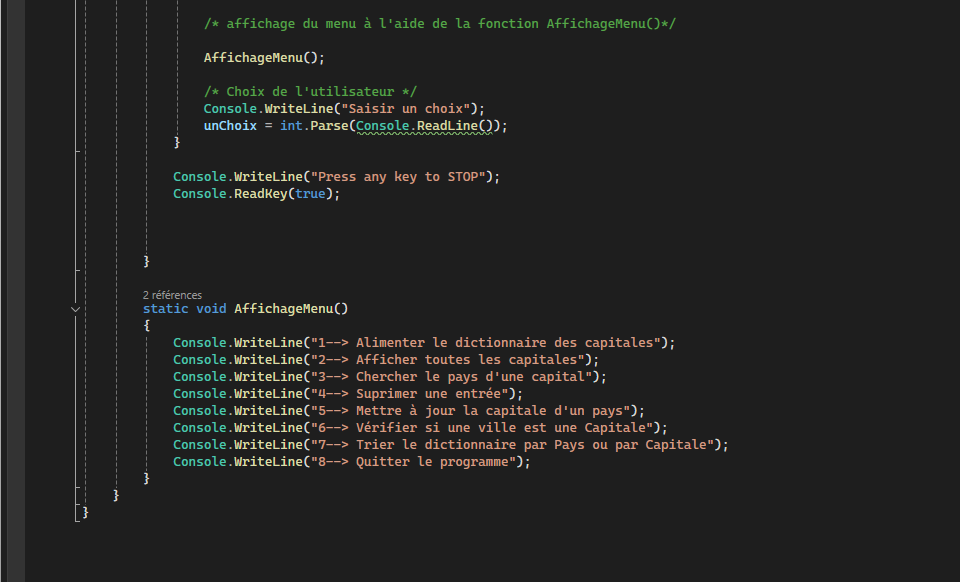 /* affichage du menu à l'aide de la fonction AffichageMenu()*/
AffichageMenu();
/* Choix de l'utilisateur */
Console.WriteLine("Saisir un choix");
unChoix = int.Parse(Console.ReadLine());
}
Console.WriteLine("Press any key to STOP");
Console.ReadKey(true);
}
2 références
static void AffichageMenu()
{
Console.WriteLine("1--> Alimenter le dictionnaire des capitales");
Console.WriteLine("2--> Afficher toutes les capitales");
Console.WriteLine("3--> Chercher le pays d'une capital");
Console.WriteLine("4--> Suprimer une entrée");
Console.WriteLine("5--> Mettre à jour la capitale d'un pays");
Console.WriteLine("6--> Vérifier si une ville est une Capitale");
Console.WriteLine("7--> Trier le dictionnaire par Pays ou par Capitale");
Console.WriteLine("8--> Quitter le programme");
}
}
}